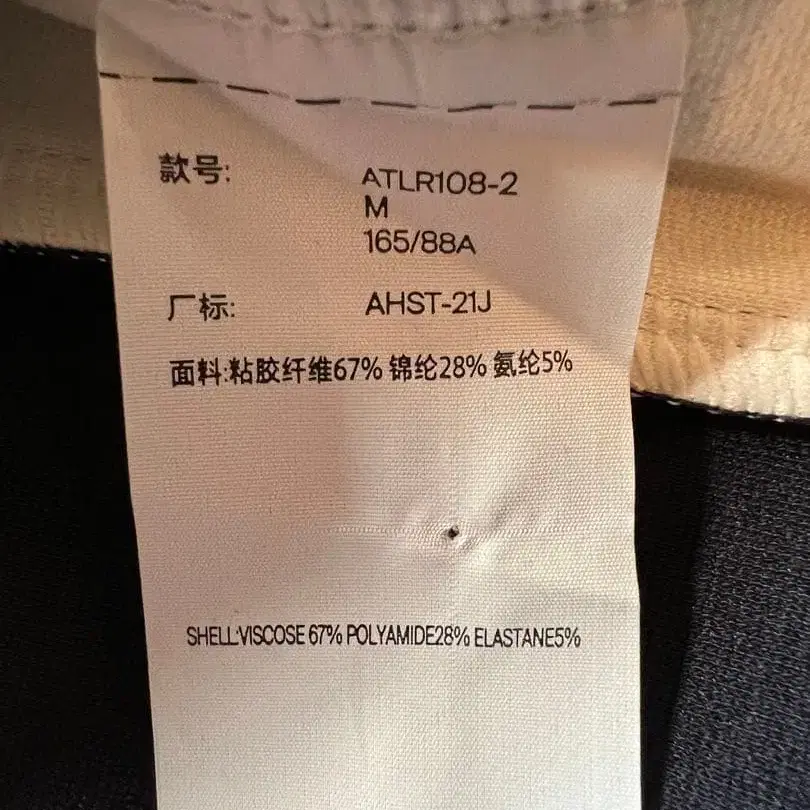 款号: ATLR108-2
M
165/88A
厂标: AHST-21J
面料:粘胶纤维67% 锦纶28% 氨纶5%
SHELL:VISCOSE 67% POLYAMIDE28% ELASTANE5%